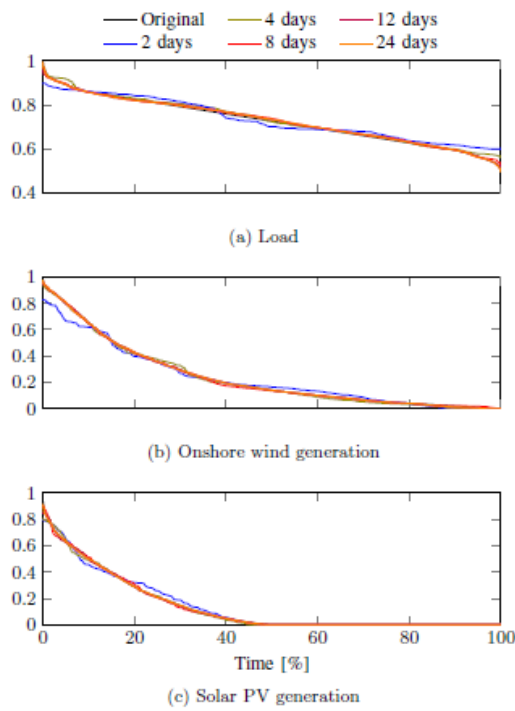 Original 4 days 12 days
2 days 8 days 24 days
1
0.8
0.6
0.4
(a) Load
1
0.8
0.6
0.4
0.2
0
(b) Onshore wind generation
1
0.8
0.6
0.4
0.2
0
0 20 40 60 80 100
Time [%]
(c) Solar PV generation